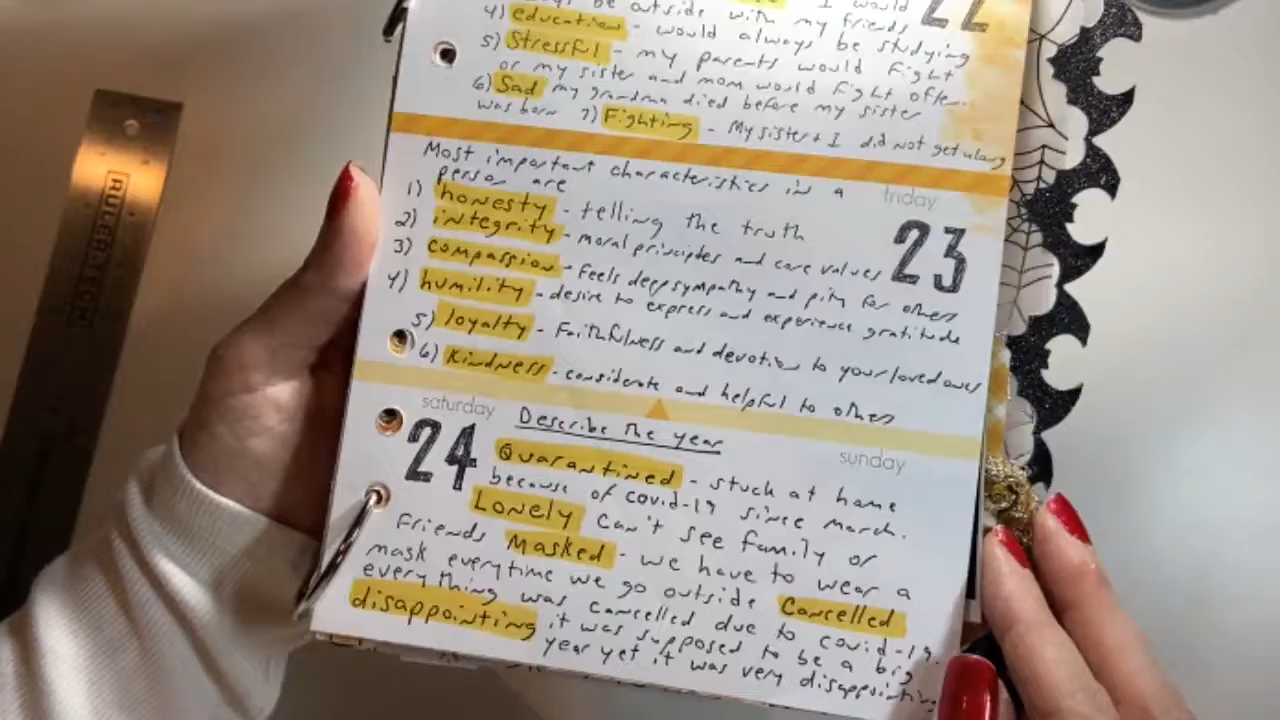 be outside with my friends
22
4) education - would always be studying
5) Stressful - my parents would fight
or my sister and mom would fight often.
6) Sad my grandma died before my sister
was born 7) Fighting - My sister & I did not get along
Most important characteristics in a
person are
friday
23
1) honesty - telling the truth
2) integrity - moral principles and core values
3) compassion - feels deep sympathy and pity for others
4) humility - desire to express and experience gratitude
5) loyalty - Faithfulness and devotion to your loved ones
6) Kindness - considerate and helpful to others
saturday
24
Describe the year
sunday
Quarantined - stuck at home
because of covid-19 since march.
Lonely Can't see family or
Friends Masked - we have to wear a
mask everytime we go outside Cancelled
everything was cancelled due to covid-19.
disappointing it was supposed to be a big
year yet it was very disappointing
RULERSCOM